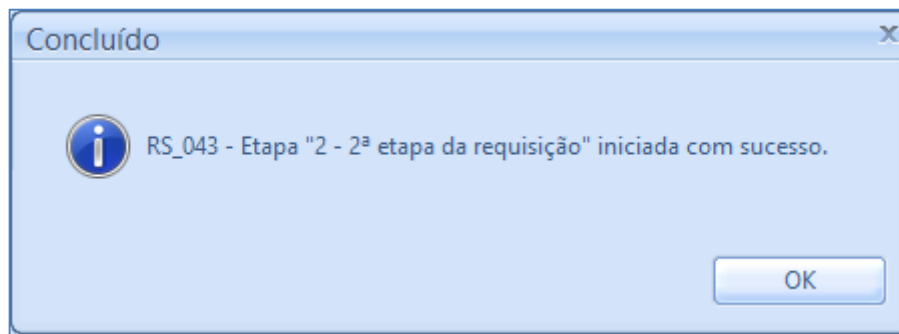 Concluído
RS_043 - Etapa "2 - 2ª etapa da requisição" iniciada com sucesso.
OK